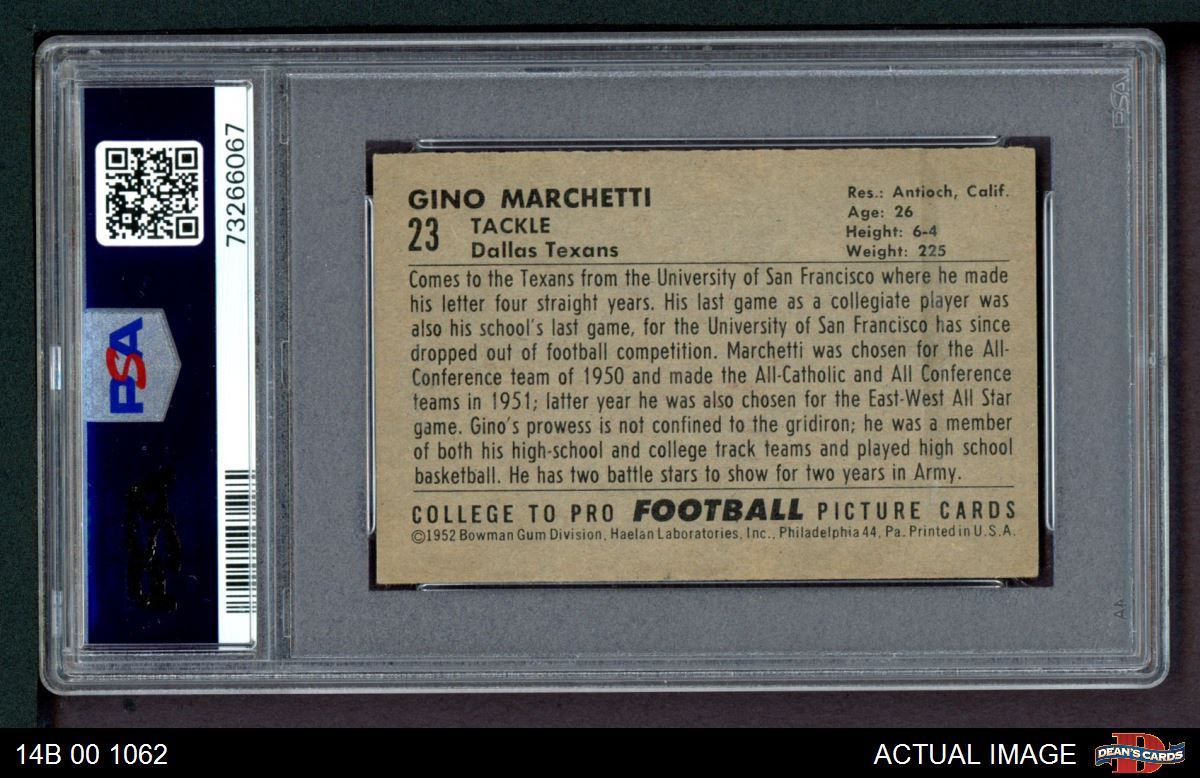 PSA
73266067
PSA
GINO MARCHETTI
23 TACKLE
Dallas Texans
Res.: Antioch, Calif.
Age: 26
Height: 6-4
Weight: 225
Comes to the Texans from the University of San Francisco where he made
his letter four straight years. His last game as a collegiate player was
also his school's last game, for the University of San Francisco has since
dropped out of football competition. Marchetti was chosen for the All-
Conference team of 1950 and made the All-Catholic and All Conference
teams in 1951; latter year he was also chosen for the East-West All Star
game. Gino's prowess is not confined to the gridiron; he was a member
of both his high-school and college track teams and played high school
basketball. He has two battle stars to show for two years in Army.
COLLEGE TO PRO FOOTBALL PICTURE CARDS
©1952 Bowman Gum Division, Haelan Laboratories, Inc., Philadelphia 44, Pa. Printed in U.S.A.
PSA
AA
14B 00 1062
ACTUAL IMAGE
DEAN'S CARDS